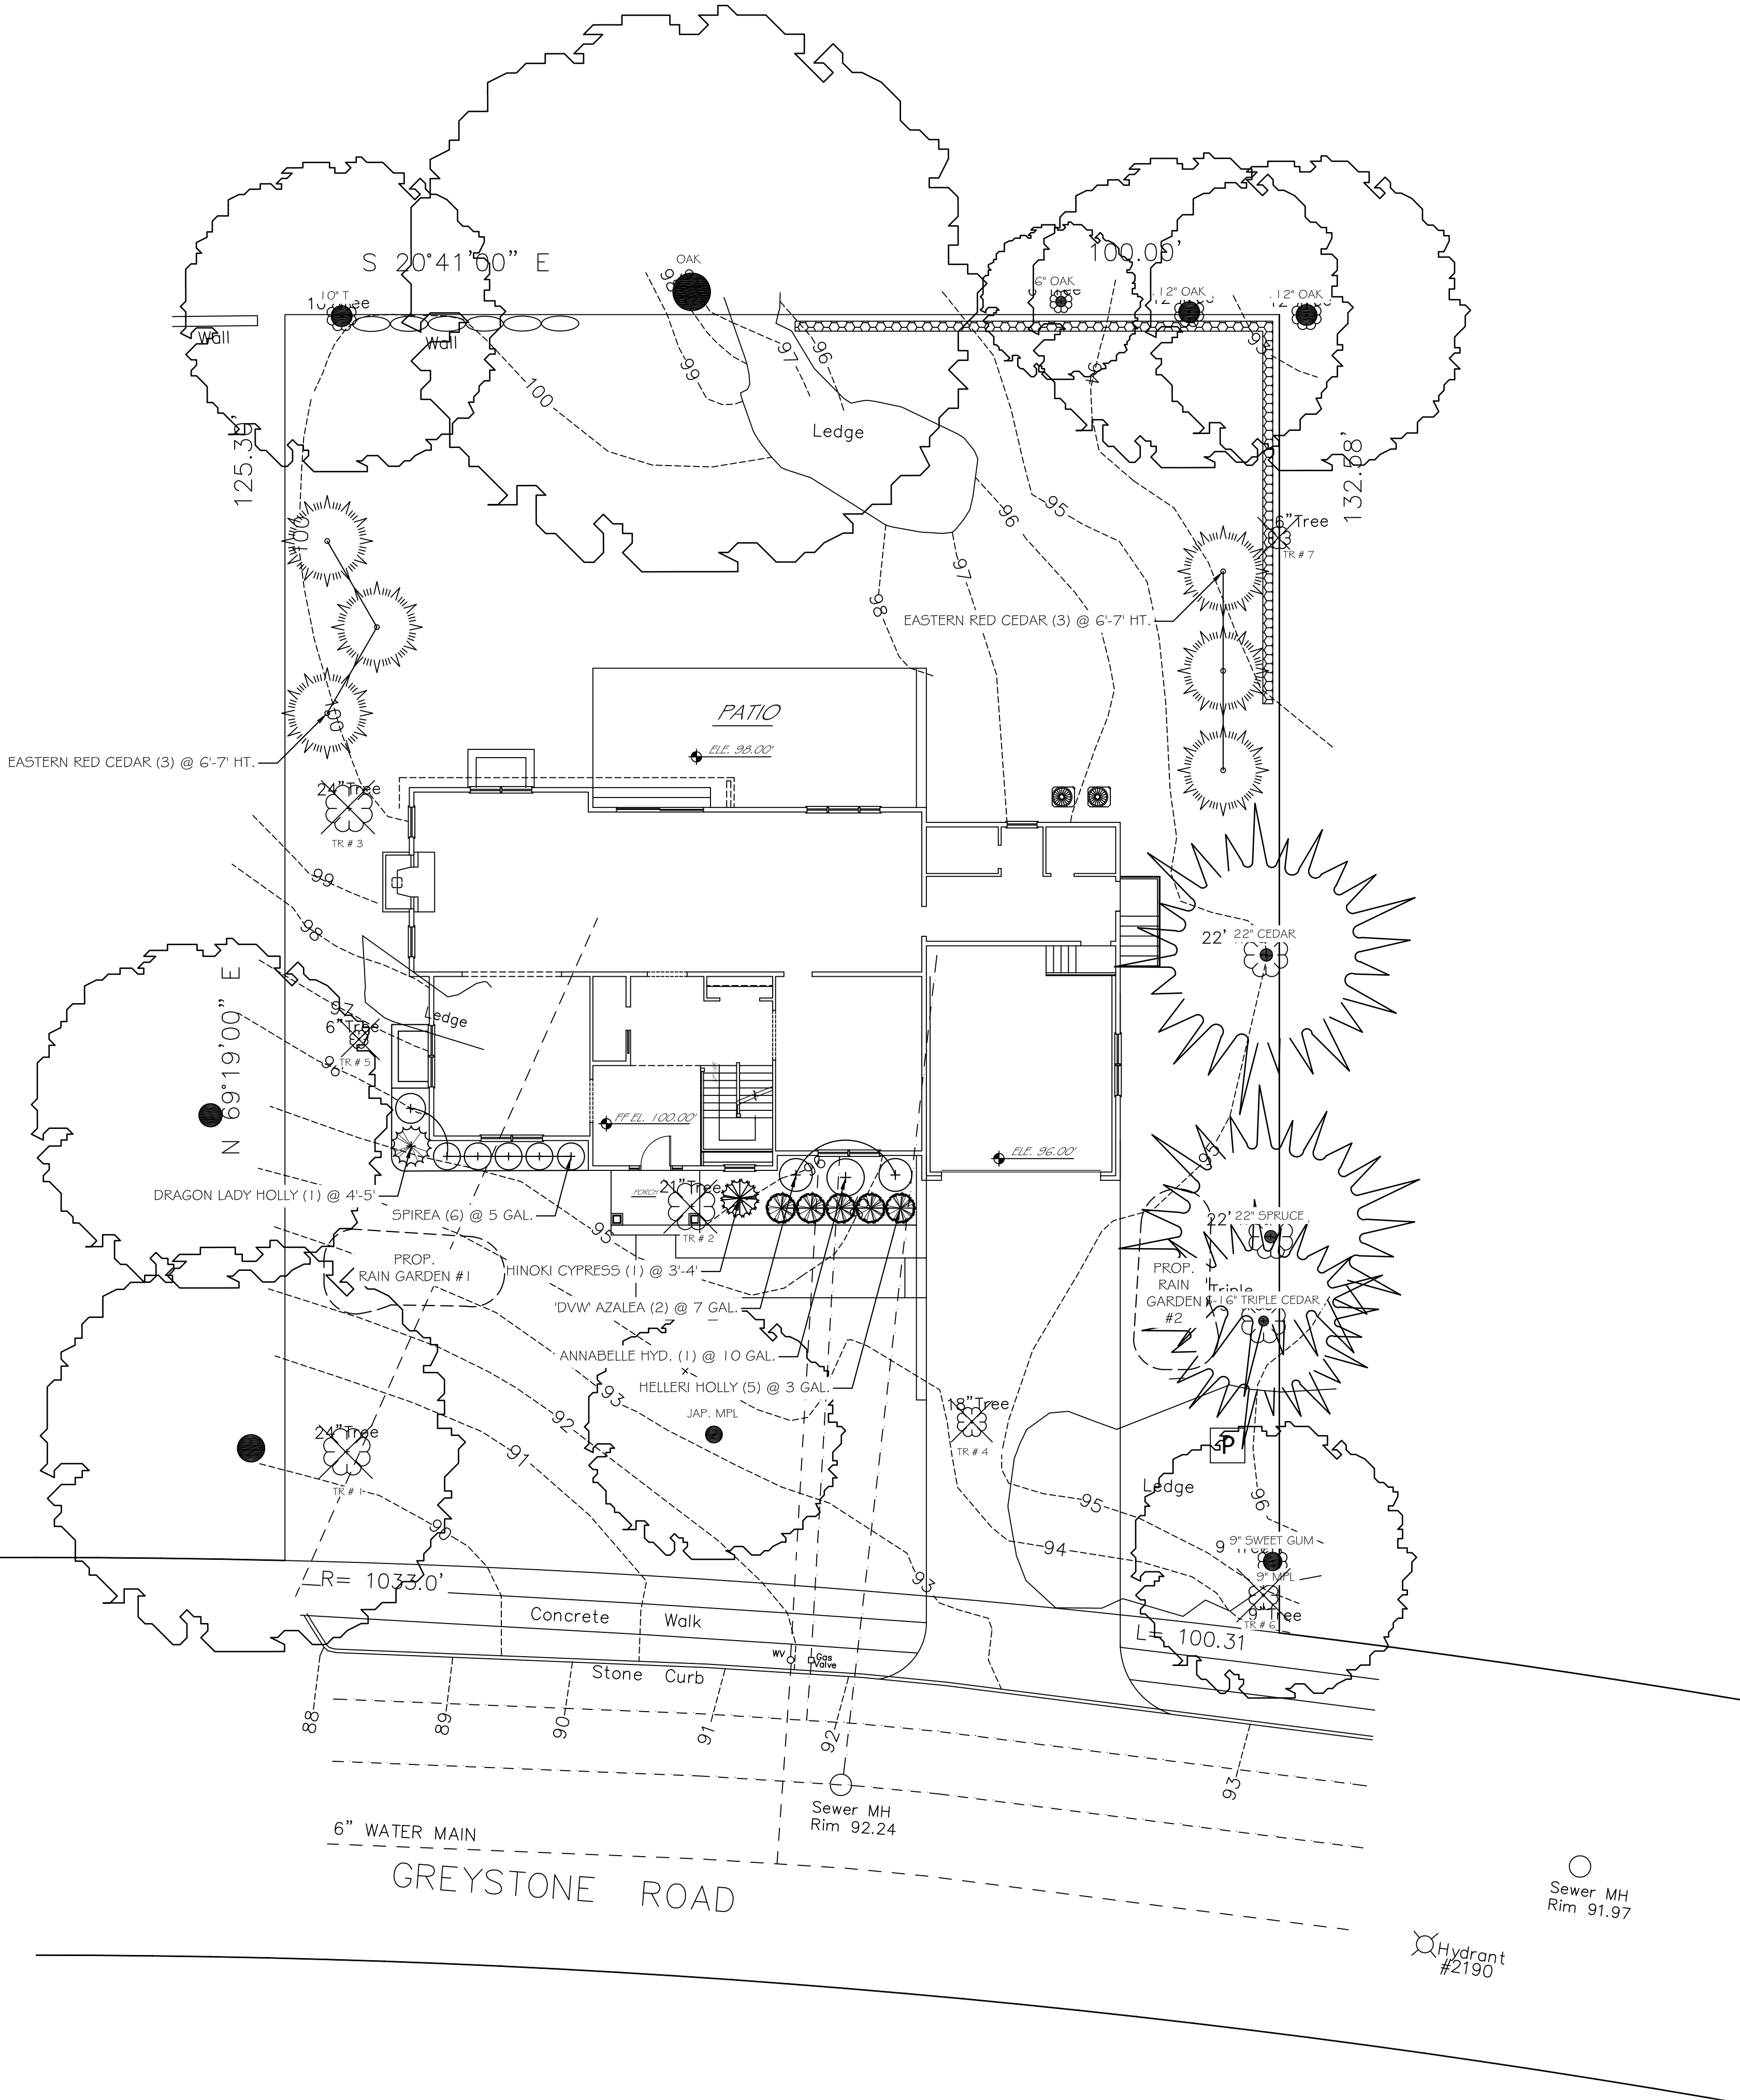 S 20°41'00" E
100.00'
OAK
10" T
Wall
Wall
6" OAK
12" OAK
12" OAK
98
97
96
99
100
94
95
Ledge
125.39'
132.58'
100
96
95
97
98
6"Tree
TR # 7
EASTERN RED CEDAR (3) @ 6'-7' HT.
PATIO
ELE. 98.00'
100
EASTERN RED CEDAR (3) @ 6'-7' HT.
24"Tree
TR # 3
99
98
22" CEDAR
N 69°19'00" E
97
Ledge
6"Tree
TR # 5
96
FF EL. 100.00'
ELE. 96.00'
95
DRAGON LADY HOLLY (1) @ 4'-5'
SPIREA (6) @ 5 GAL.
PORCH
21"Tree
TR # 2
96
95
22" SPRUCE
PROP.
RAIN GARDEN #1
HINOKI CYPRESS (1) @ 3'-4'
PROP.
RAIN
GARDEN
#2
Triple
-16" TRIPLE CEDAR
'DVW' AZALEA (2) @ 7 GAL.
ANNABELLE HYD. (1) @ 10 GAL.
HELLERI HOLLY (5) @ 3 GAL.
JAP. MPL
93
92
91
90
24"Tree
TR # 1
18"Tree
TR # 4
P
Ledge
96
95
94
93
9" SWEET GUM
9" MPL
9"Tree
TR # 6
R= 1033.0'
L= 100.31
Concrete Walk
WV
Gas
Valve
Stone Curb
88
89
90
91
92
93
Sewer MH
Rim 92.24
6" WATER MAIN
GREYSTONE ROAD
Sewer MH
Rim 91.97
Hydrant
#2190